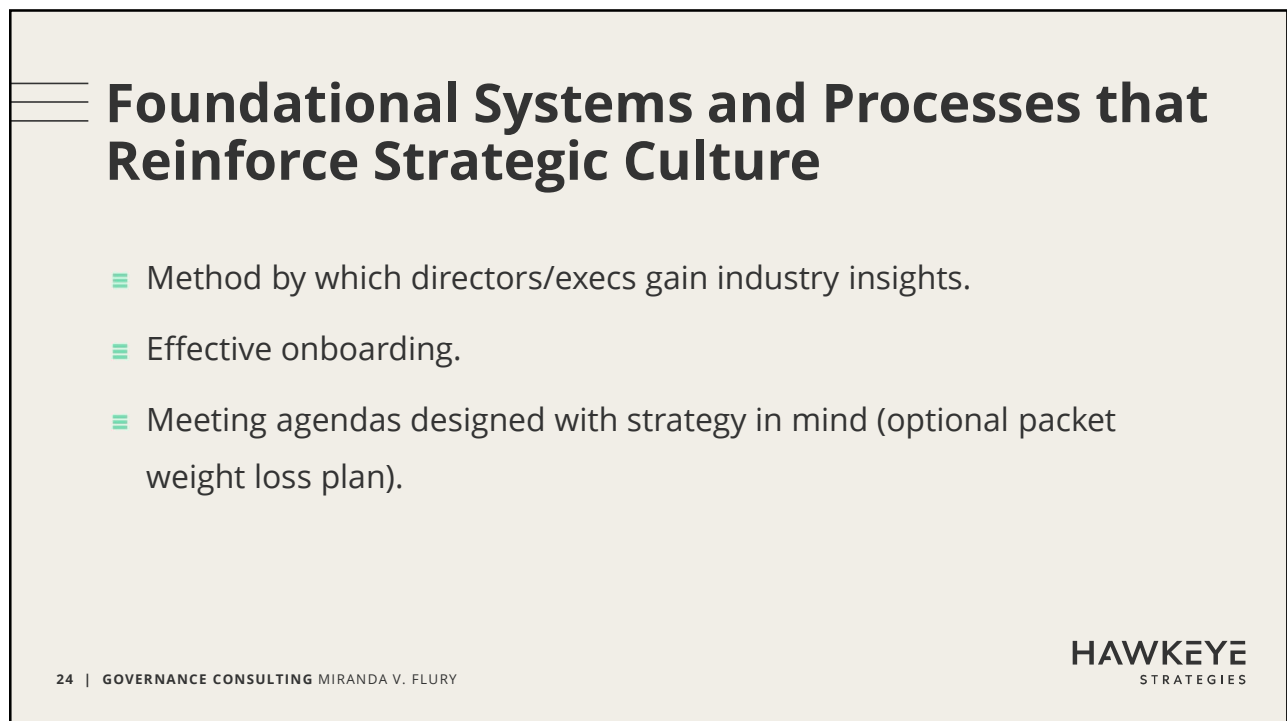 Foundational Systems and Processes that
Reinforce Strategic Culture
Method by which directors/execs gain industry insights.
Effective onboarding.
Meeting agendas designed with strategy in mind (optional packet
weight loss plan).
24 | GOVERNANCE CONSULTING MIRANDA V. FLURY
HAWKEYE
STRATEGIES